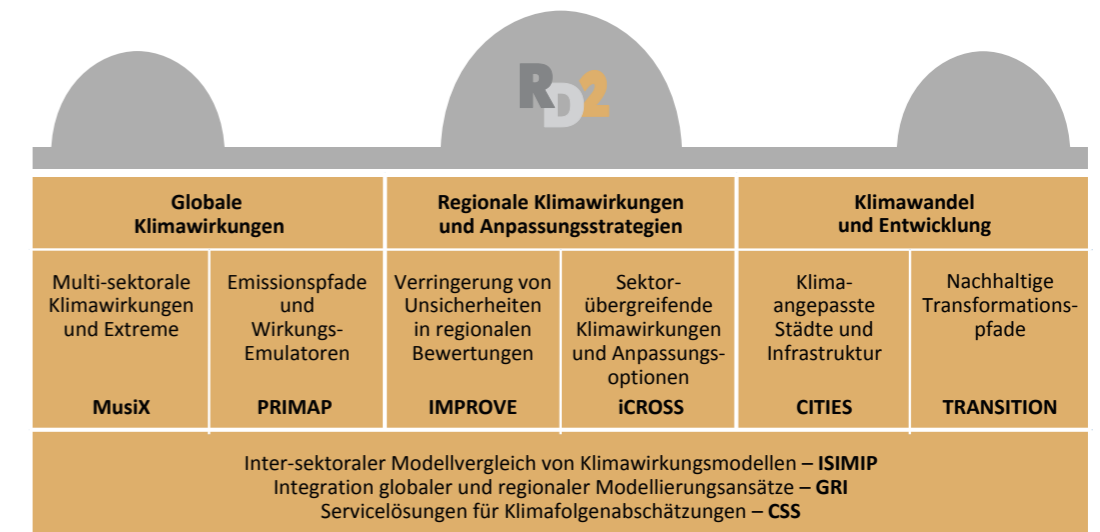 RD2
Globale
Klimawirkungen
Regionale Klimawirkungen
und Anpassungsstrategien
Klimawandel
und Entwicklung
Multi-sektorale
Klimawirkungen
und Extreme
MusiX
Emissionspfade
und
Wirkungs-
Emulatoren
PRIMAP
Verringerung von
Unsicherheiten
in regionalen
Bewertungen
IMPROVE
Sektor-
übergreifende
Klimawirkungen
und Anpassungs-
optionen
iCROSS
Klima-
angepasste
Städte und
Infrastruktur
CITIES
Nachhaltige
Transformations-
pfade
TRANSITION
Inter-sektoraler Modellvergleich von Klimawirkungsmodellen – ISIMIP
Integration globaler und regionaler Modellierungsansätze – GRI
Servicelösungen für Klimafolgenabschätzungen – CSS